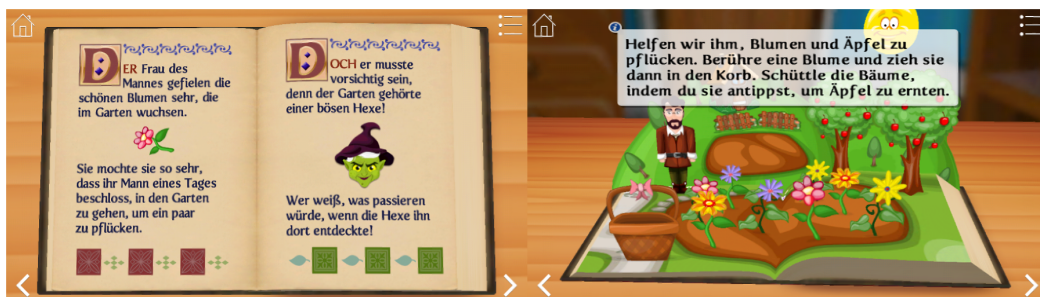 DER Frau des
Mannes gefielen die
schönen Blumen sehr, die
im Garten wuchsen.
Sie mochte sie so sehr,
dass ihr Mann eines Tages
beschloss, in den Garten
zu gehen, um ein paar
zu pflücken.
DOCH er musste
vorsichtig sein,
denn der Garten gehörte
einer bösen Hexe!
Wer weiß, was passieren
würde, wenn die Hexe ihn
dort entdeckte!
Helfen wir ihm, Blumen und Äpfel zu
pflücken. Berühre eine Blume und zieh sie
dann in den Korb. Schüttle die Bäume,
indem du sie antippst, um Äpfel zu ernten.